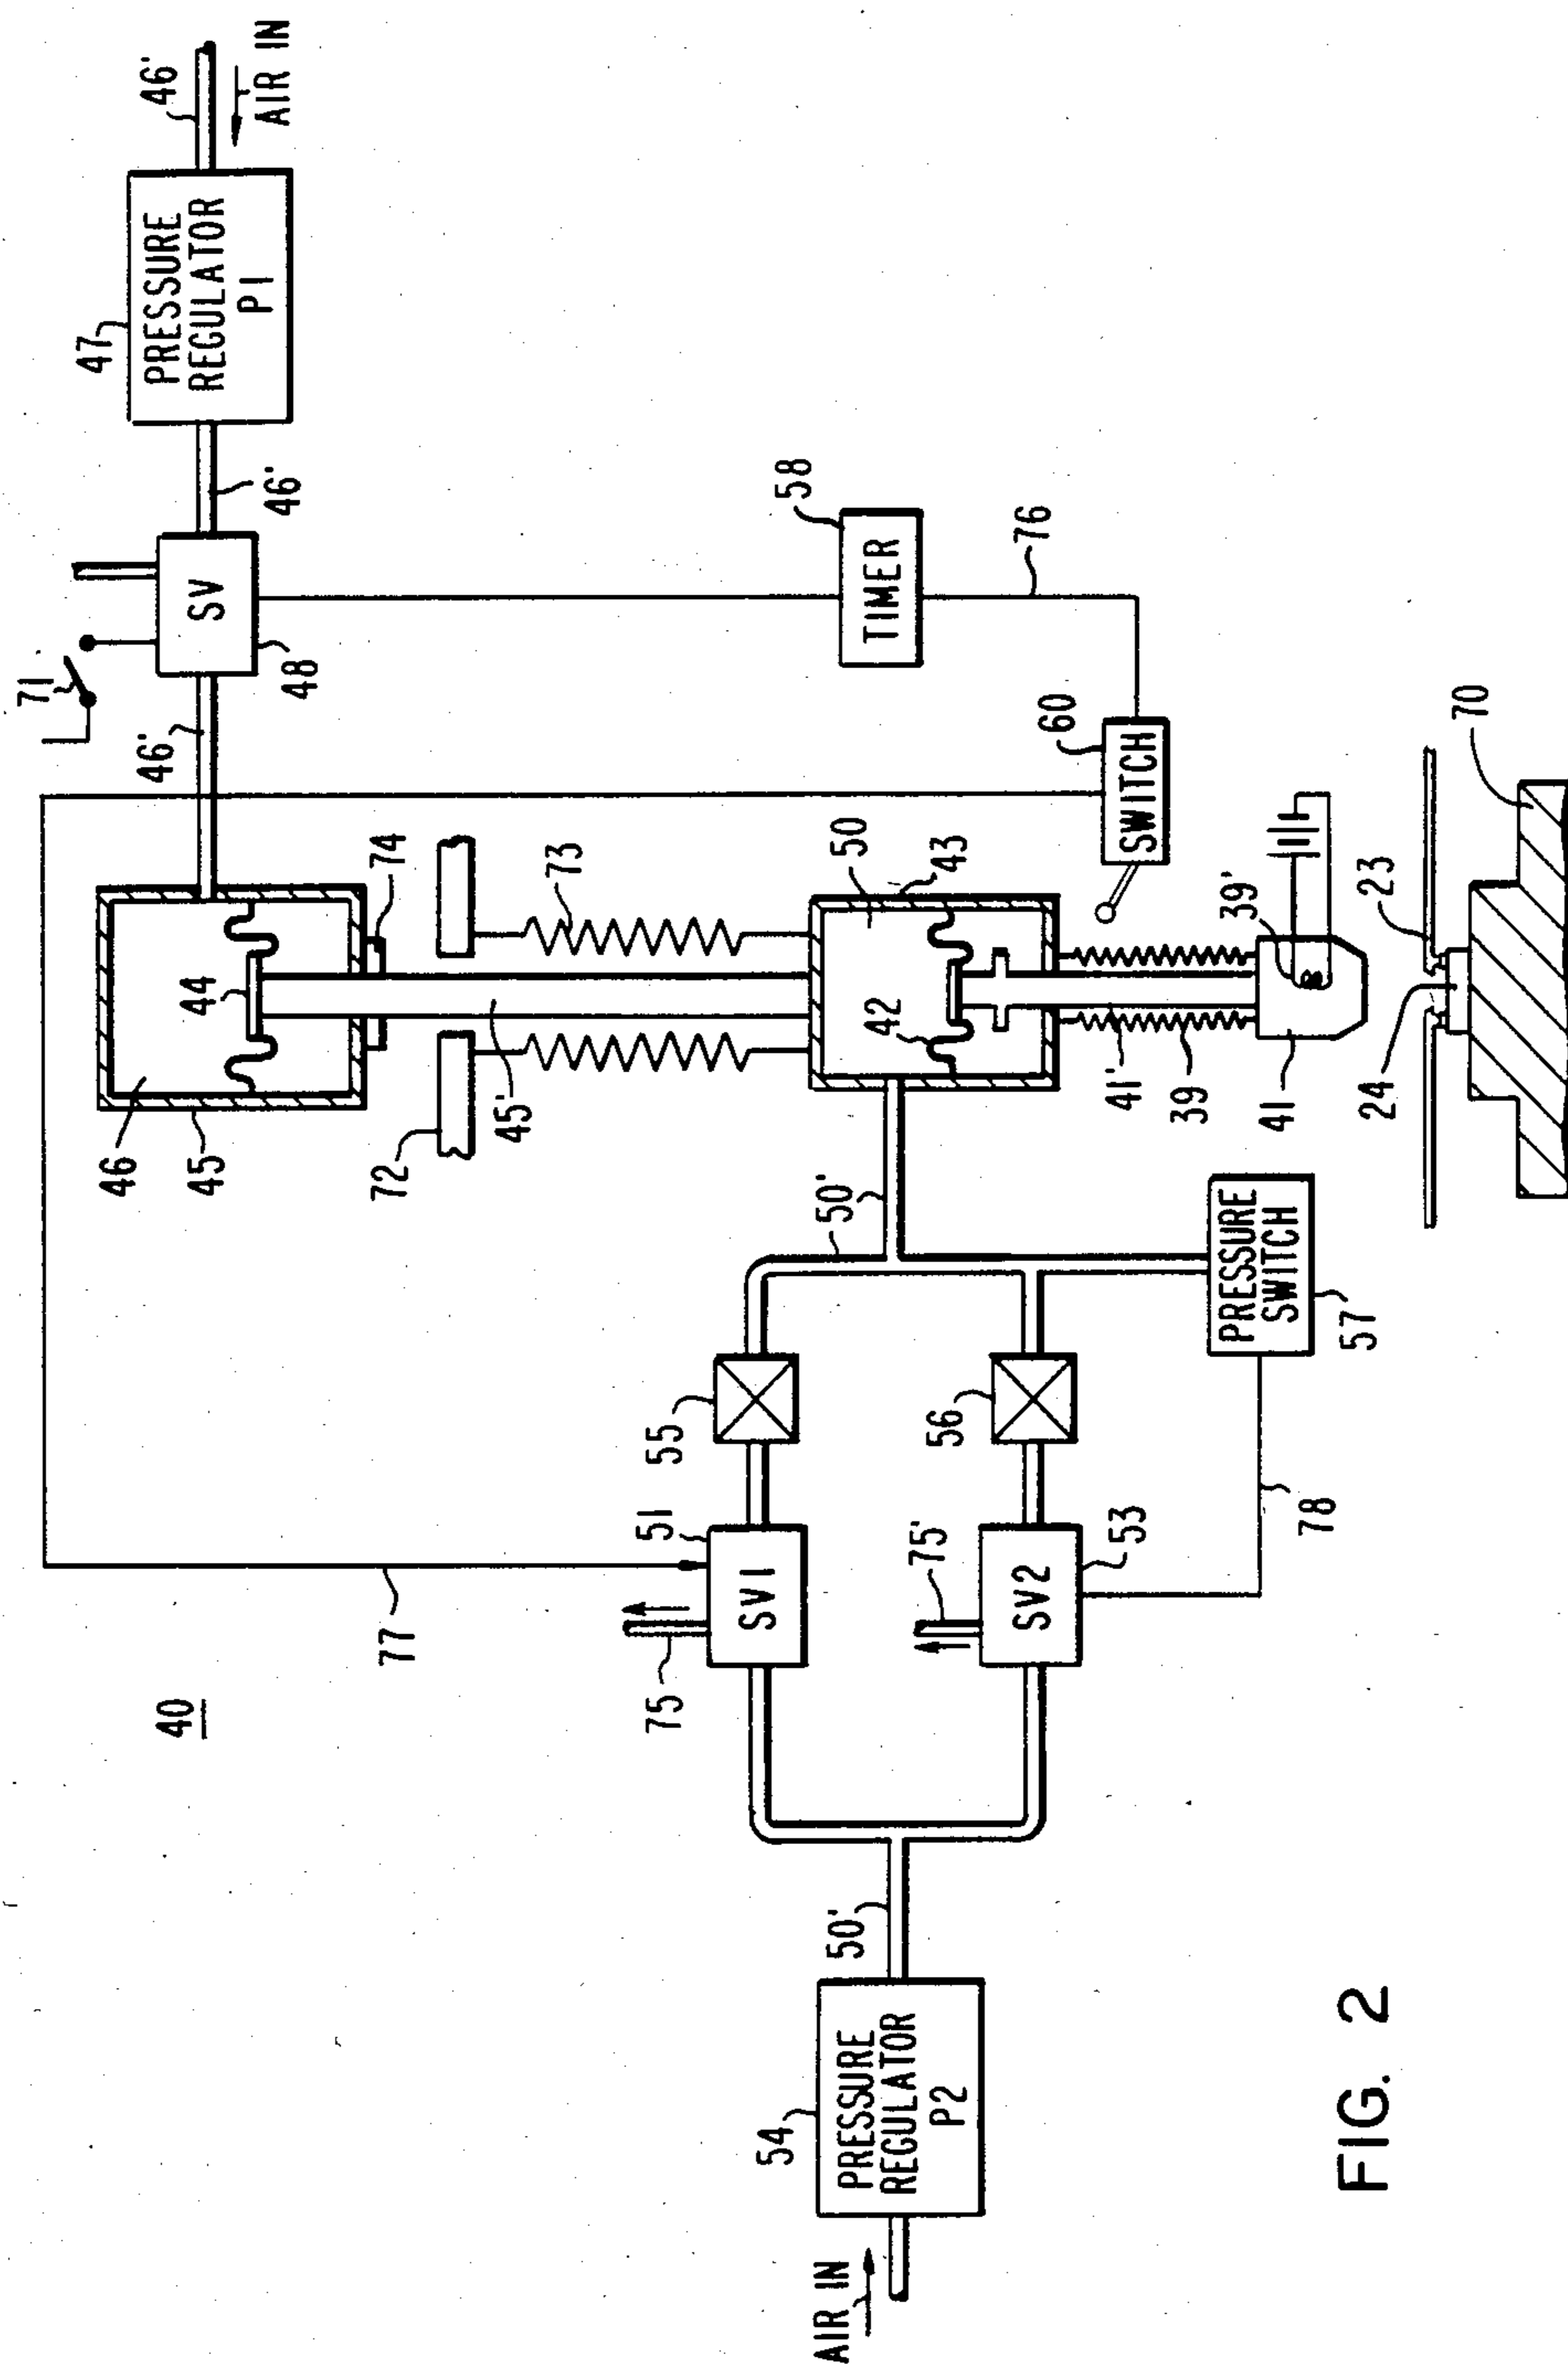 46'
AIR IN
47
PRESSURE
REGULATOR
P1
46'
71
SV
48
46'
58
TIMER
76
60
SWITCH
74
73
50
43
39'
23
70
44
42
46
45
72
45'
41'
39
41
24
50'
PRESSURE
SWITCH
57
55
56
78
51
SV1
75
75'
SV2
53
77
40
50'
54
PRESSURE
REGULATOR
P2
AIR IN
FIG. 2